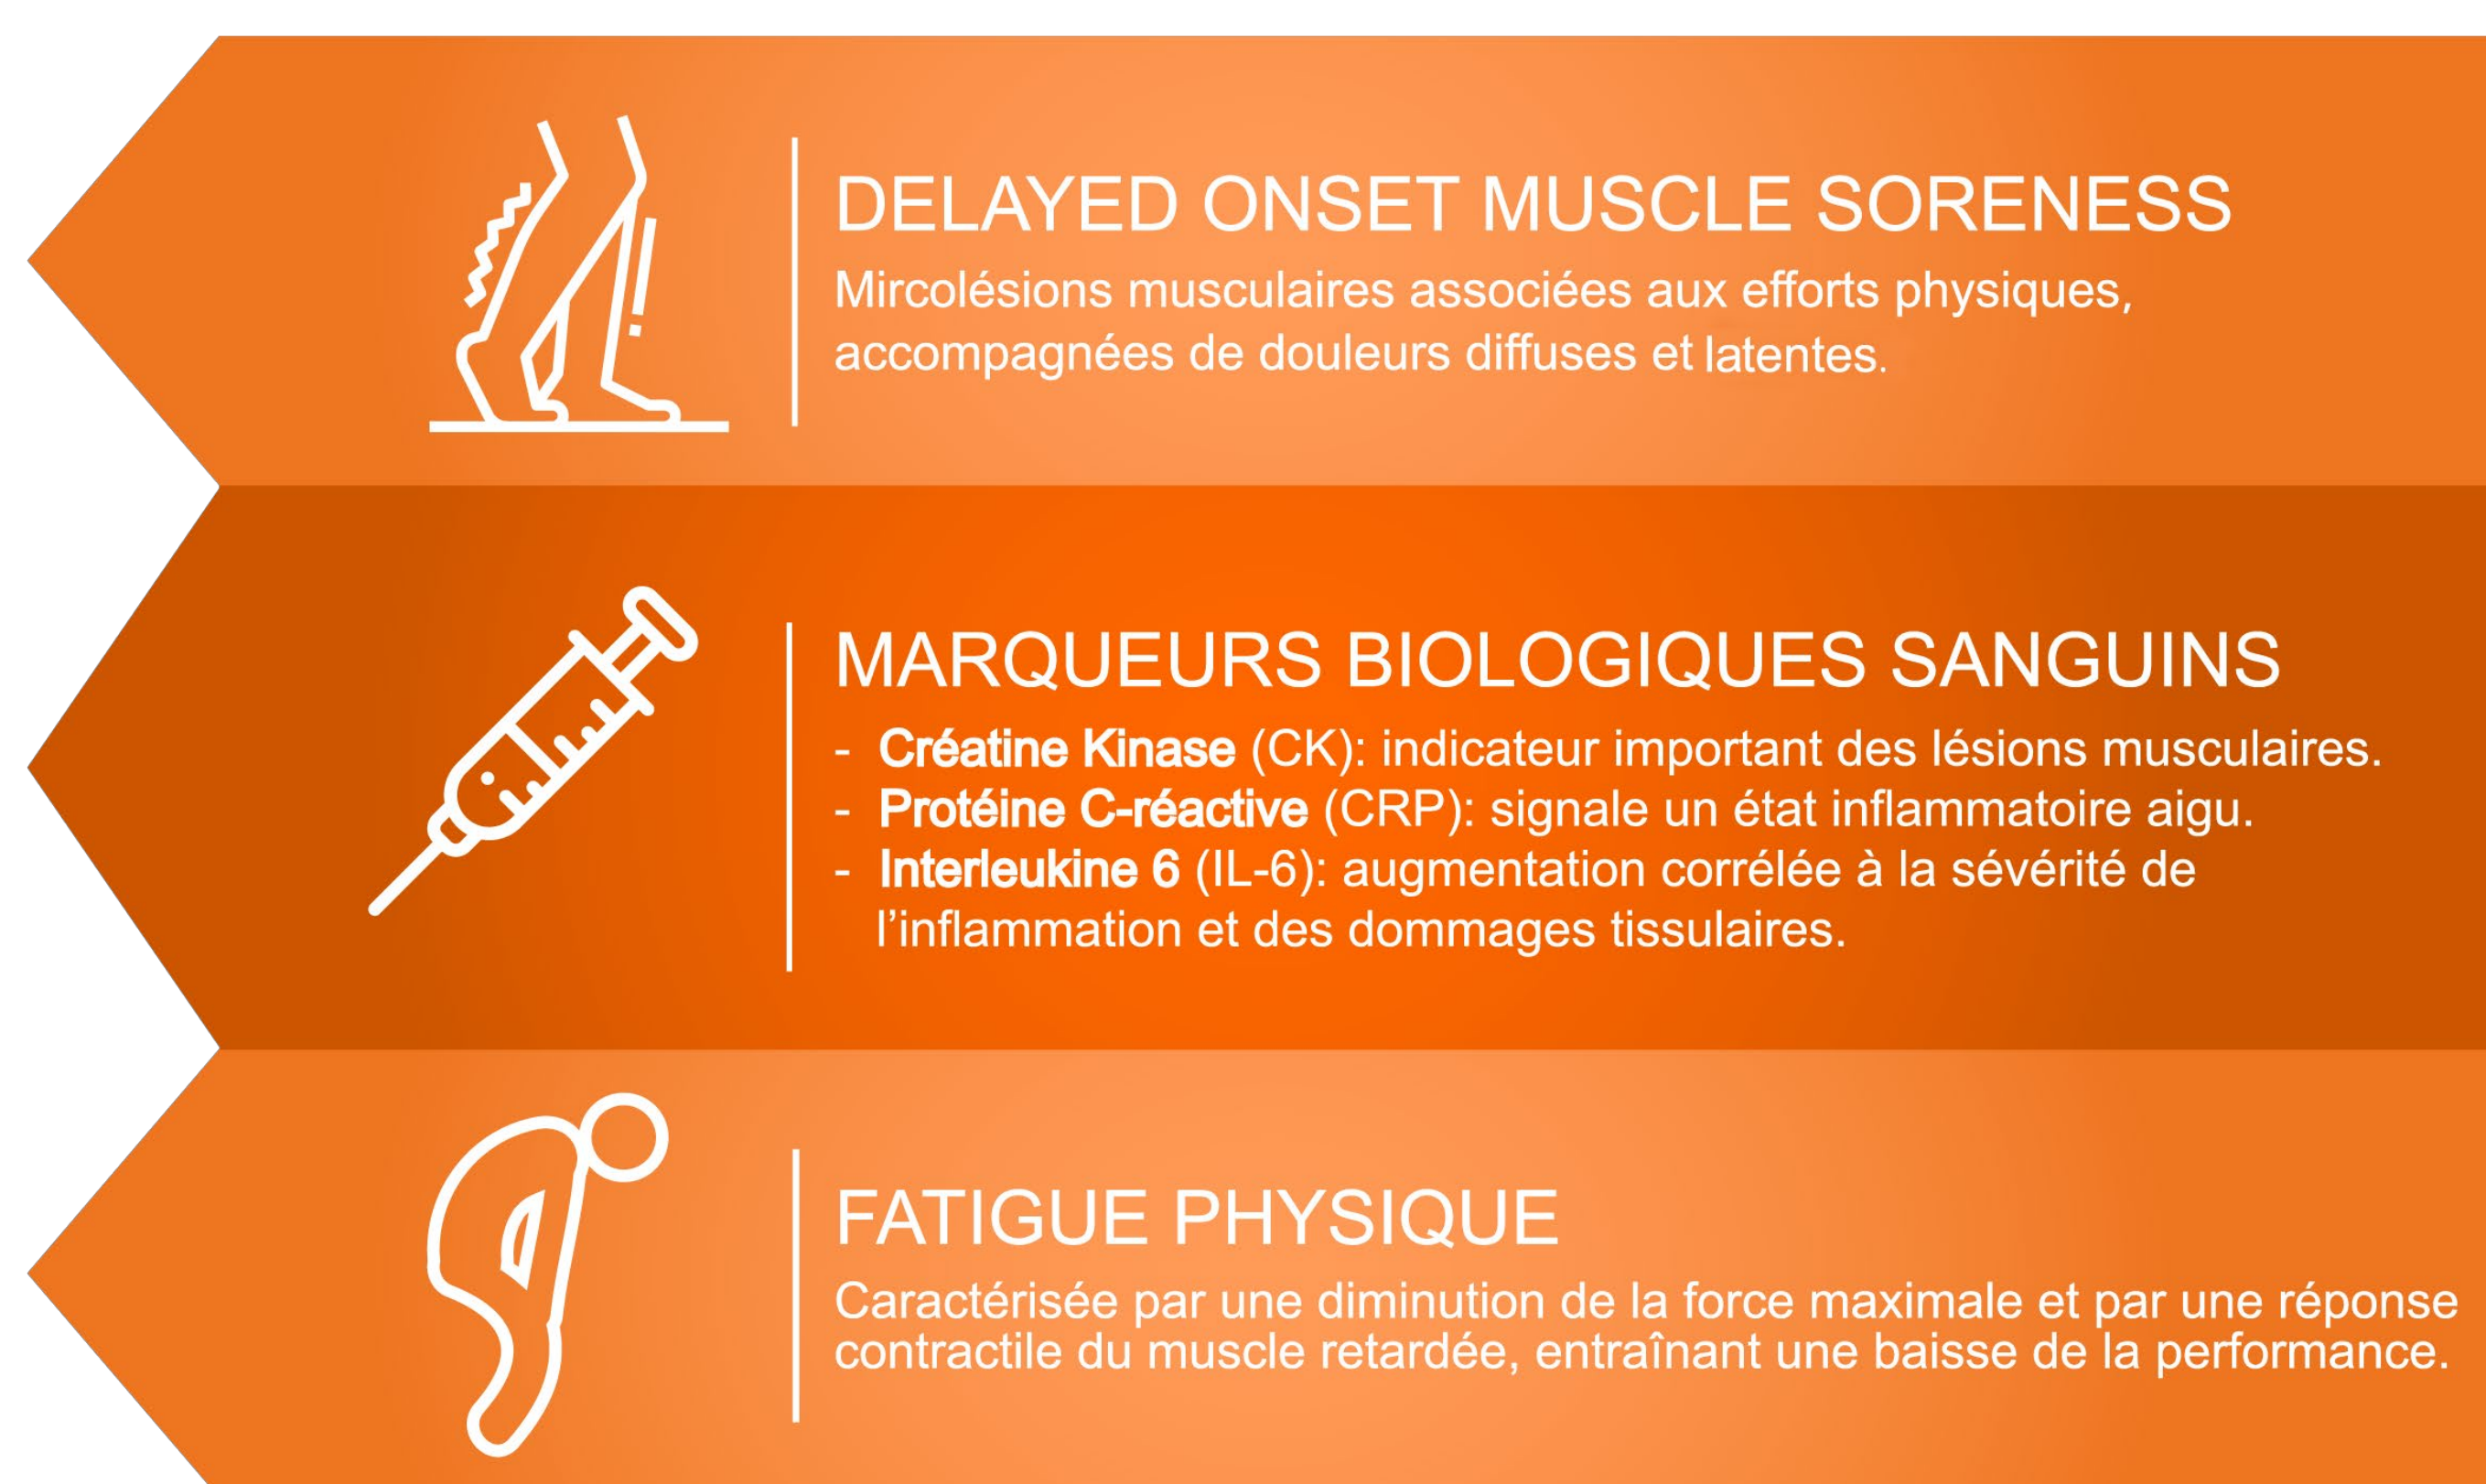 DELAYED ONSET MUSCLE SORENESS
Mircolésions musculaires associées aux efforts physiques,
accompagnées de douleurs diffuses et latentes.
MARQUEURS BIOLOGIQUES SANGUINS
- Créatine Kinase (CK): indicateur important des lésions musculaires.
- Protéine C-réactive (CRP): signale un état inflammatoire aigu.
- Interleukine 6 (IL-6): augmentation corrélée à la sévérité de
l'inflammation et des dommages tissulaires.
FATIGUE PHYSIQUE
Caractérisée par une diminution de la force maximale et par une réponse
contractile du muscle retardée, entraînant une baisse de la performance.